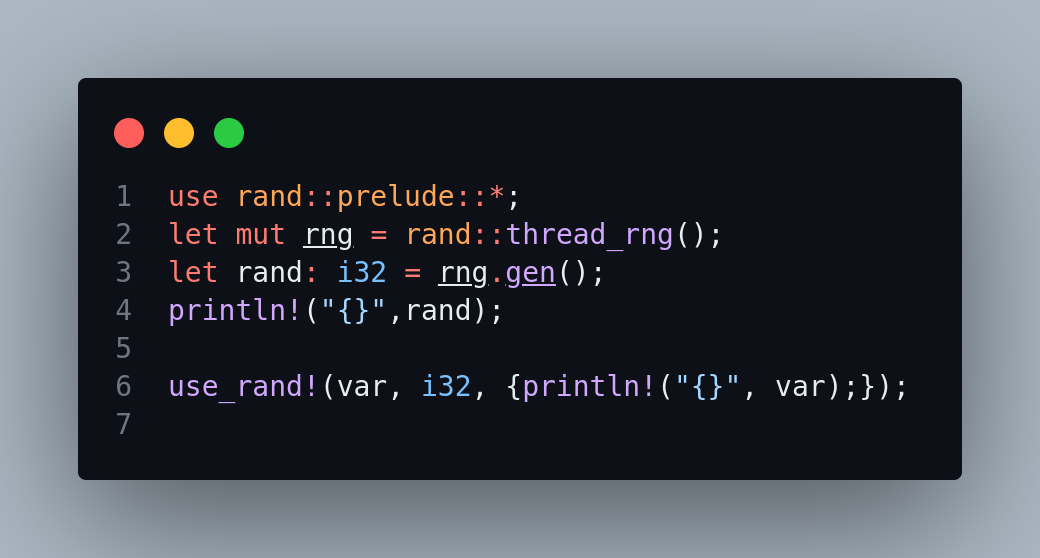 1 use rand::prelude::*;
2 let mut rng = rand::thread_rng();
3 let rand: i32 = rng.gen();
4 println!("{}",rand);
5
6 use_rand!(var, i32, {println!("{}", var);});
7